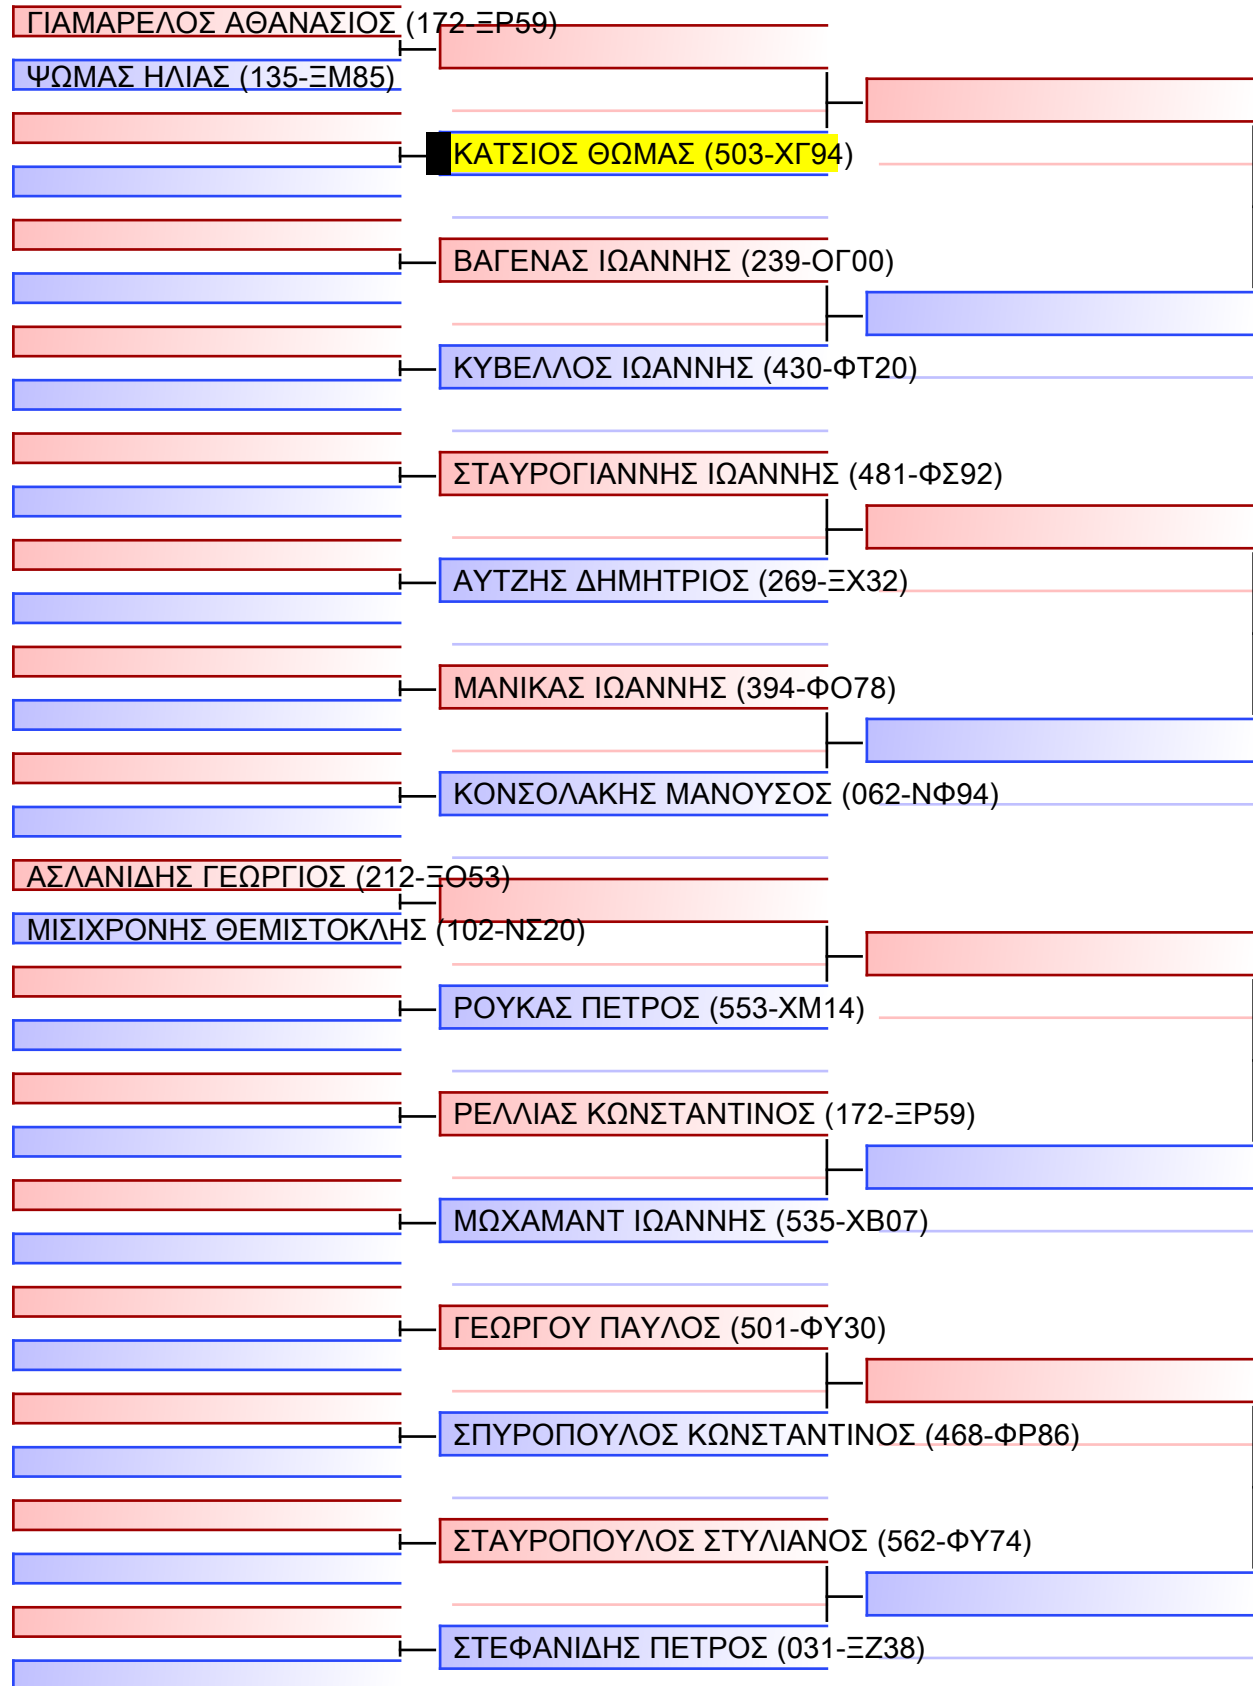 ΓΙΑΜΑΡΕΛΟΣ ΑΘΑΝΑΣΙΟΣ (172-ΞΡ59)
ΨΩΜΑΣ ΗΛΙΑΣ (135-ΞΜ85)
ΚΑΤΣΙΟΣ ΘΩΜΑΣ (503-ΧΓ94)
ΒΑΓΕΝΑΣ ΙΩΑΝΝΗΣ (239-ΟΓ00)
ΚΥΒΕΛΛΟΣ ΙΩΑΝΝΗΣ (430-ΦΤ20)
ΣΤΑΥΡΟΓΙΑΝΝΗΣ ΙΩΑΝΝΗΣ (481-ΦΣ92)
ΑΥΤΖΗΣ ΔΗΜΗΤΡΙΟΣ (269-ΞΧ32)
ΜΑΝΙΚΑΣ ΙΩΑΝΝΗΣ (394-ΦΟ78)
ΚΟΝΣΟΛΑΚΗΣ ΜΑΝΟΥΣΟΣ (062-ΝΦ94)
ΑΣΛΑΝΙΔΗΣ ΓΕΩΡΓΙΟΣ (212-ΞΟ53)
ΜΙΣΙΧΡΟΝΗΣ ΘΕΜΙΣΤΟΚΛΗΣ (102-ΝΣ20)
ΡΟΥΚΑΣ ΠΕΤΡΟΣ (553-ΧΜ14)
ΡΕΛΛΙΑΣ ΚΩΝΣΤΑΝΤΙΝΟΣ (172-ΞΡ59)
ΜΩΧΑΜΑΝΤ ΙΩΑΝΝΗΣ (535-ΧΒ07)
ΓΕΩΡΓΟΥ ΠΑΥΛΟΣ (501-ΦΥ30)
ΣΠΥΡΟΠΟΥΛΟΣ ΚΩΝΣΤΑΝΤΙΝΟΣ (468-ΦΡ86)
ΣΤΑΥΡΟΠΟΥΛΟΣ ΣΤΥΛΙΑΝΟΣ (562-ΦΥ74)
ΣΤΕΦΑΝΙΔΗΣ ΠΕΤΡΟΣ (031-ΞΖ38)